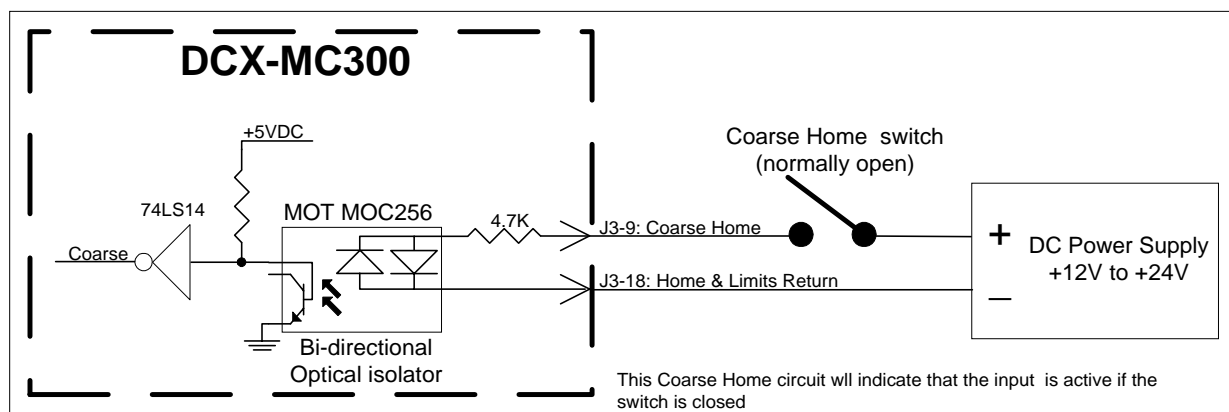 DCX-MC300
+5VDC
74LS14
MOT MOC256
4.7K
Coarse
Bi-directional
Optical isolator
J3-9: Coarse Home
J3-18: Home & Limits Return
Coarse Home switch
(normally open)
+
DC Power Supply
+12V to +24V
–
This Coarse Home circuit wll indicate that the input is active if the
switch is closed